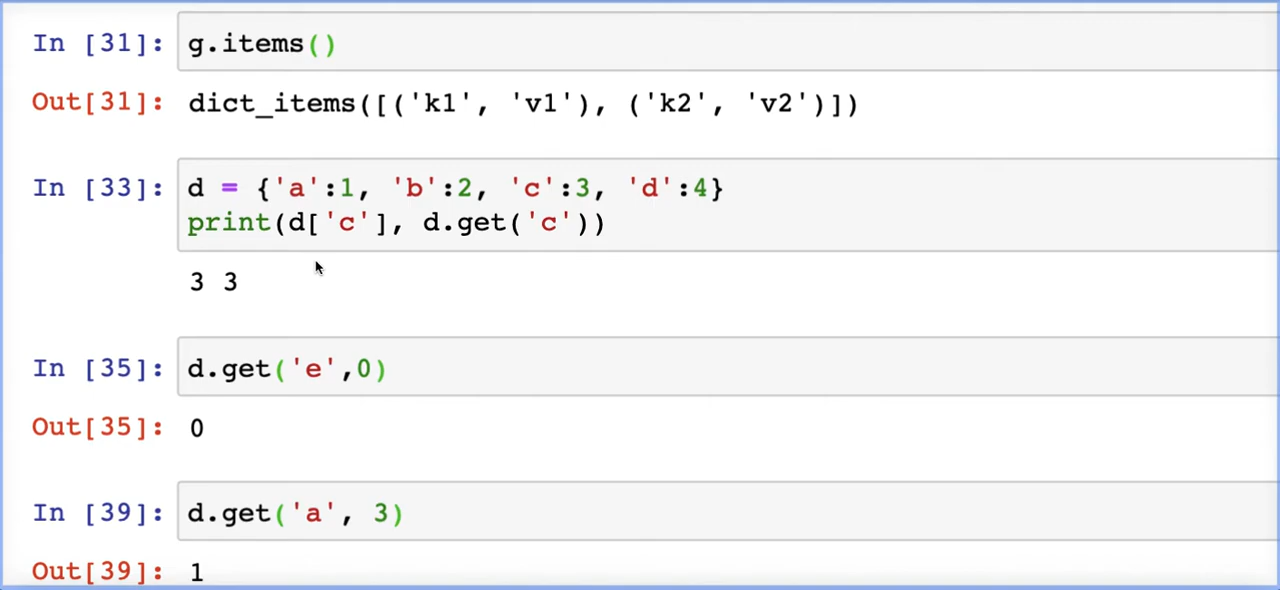 In [31]: g.items()
Out[31]: dict_items([('k1', 'v1'), ('k2', 'v2')])
In [33]: d = {'a':1, 'b':2, 'c':3, 'd':4}
print(d['c'], d.get('c'))
3 3
In [35]: d.get('e',0)
Out[35]: 0
In [39]: d.get('a', 3)
Out[39]: 1